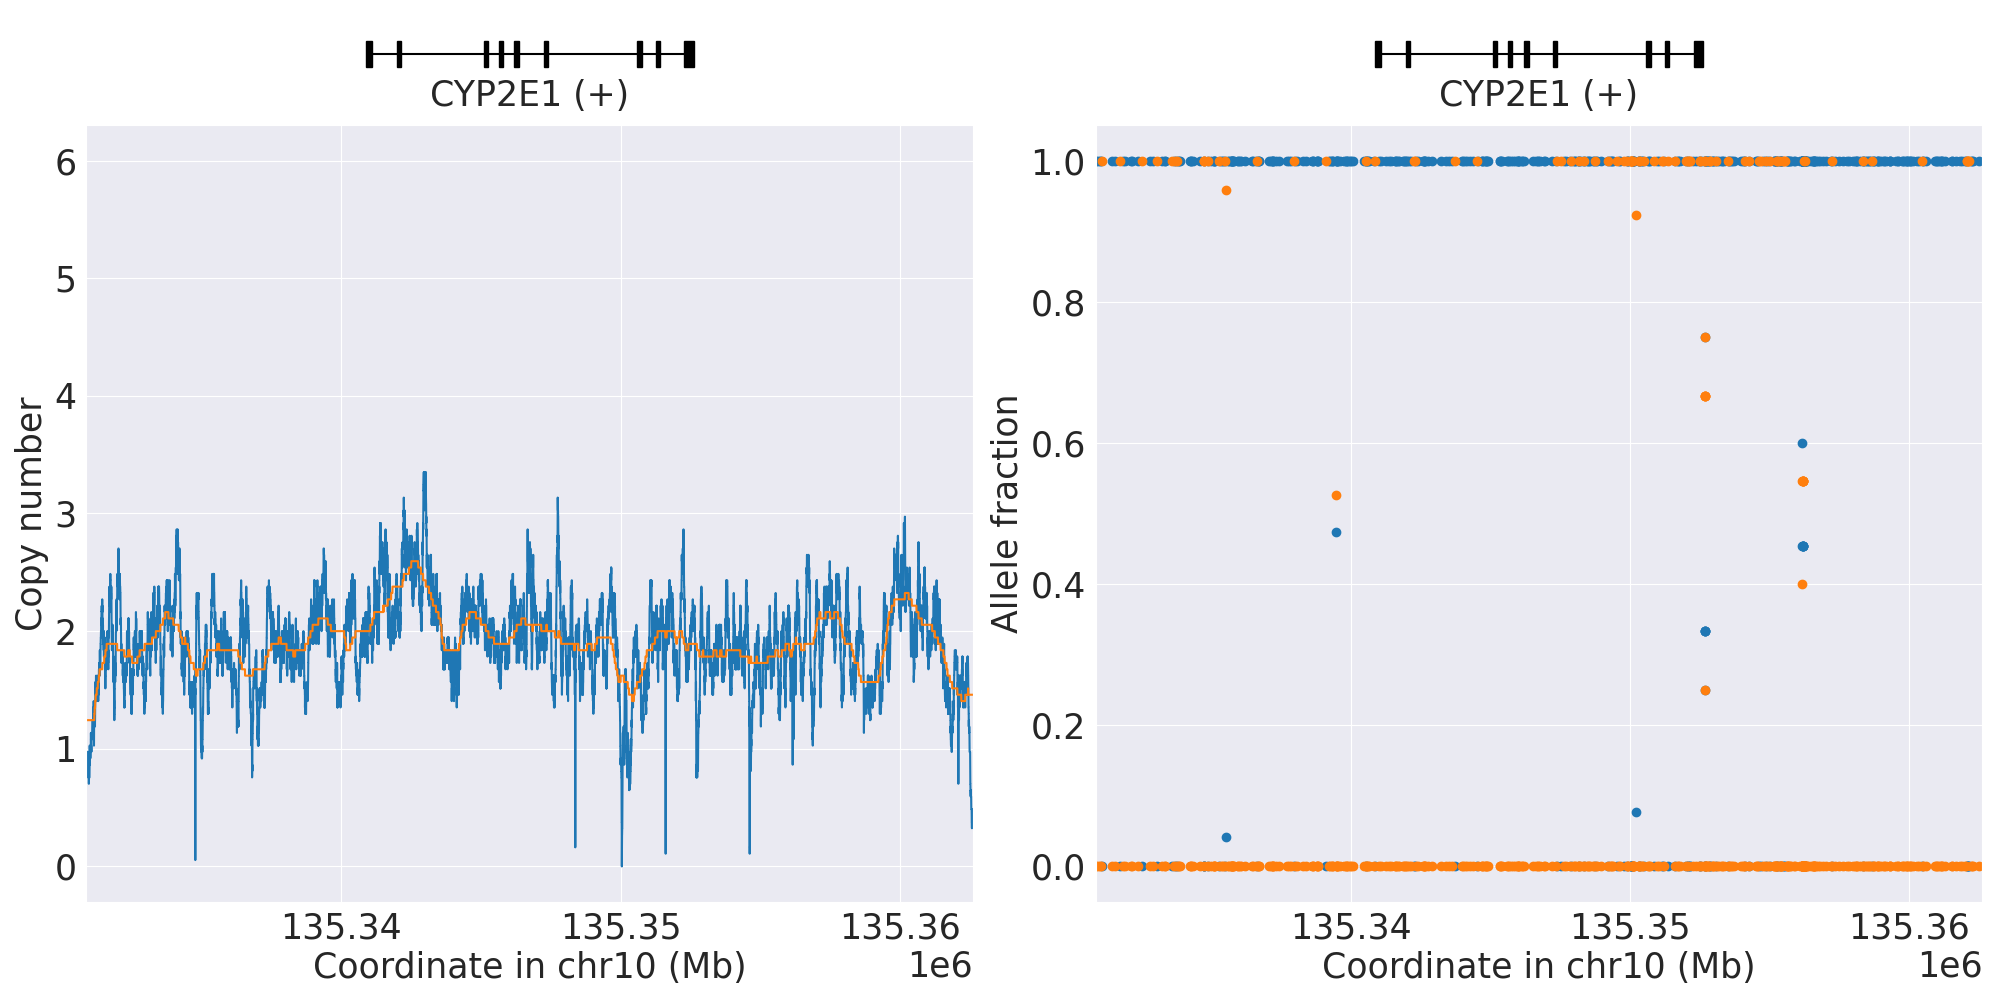 CYP2E1 (+)
6
5
4
3
2
1
0
Copy number
135.34 135.35 135.36
Coordinate in chr10 (Mb)
1e6
CYP2E1 (+)
1.0
0.8
0.6
0.4
0.2
0.0
Allele fraction
135.34 135.35 135.36
Coordinate in chr10 (Mb)
1e6